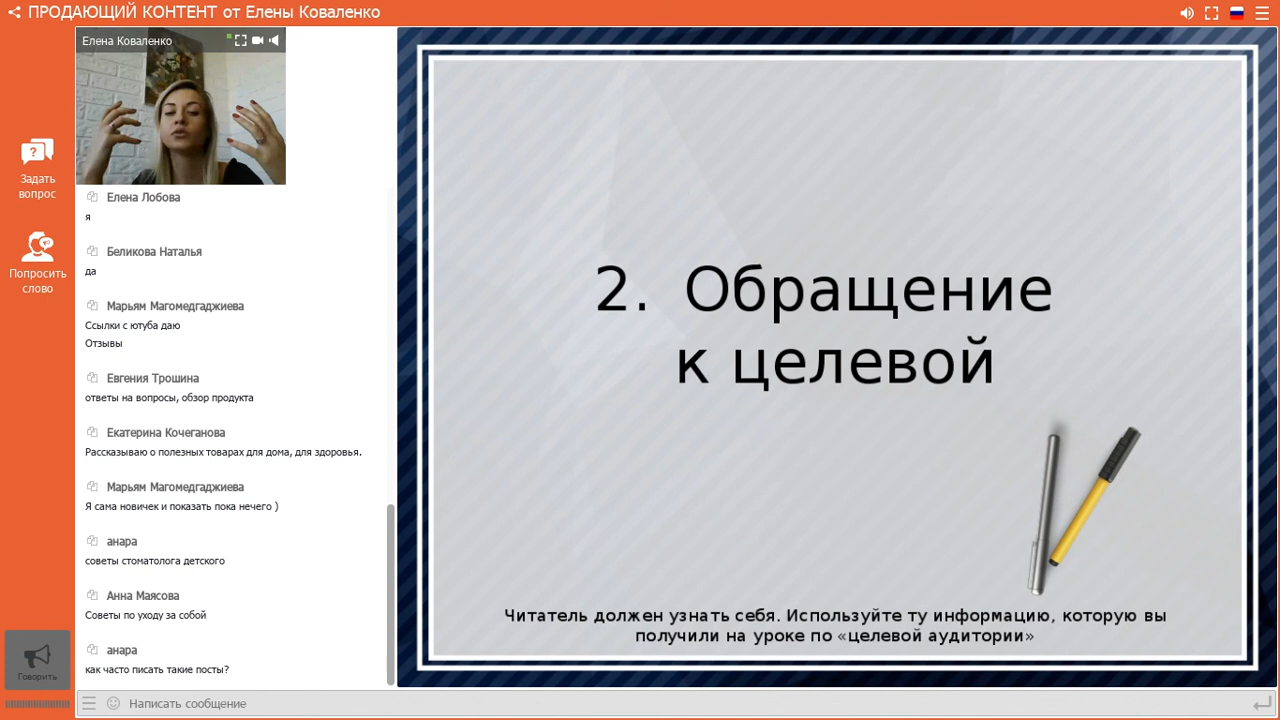 ПРОДАЮЩИЙ КОНТЕНТ от Елены Коваленко
Елена Коваленко
Задать
вопрос
Попросить
слово
Говорить
Елена Лобова
я
Беликова Наталья
да
Марьям Магомедгаджиева
Ссылки с ютуба даю
Отзывы
Евгения Трошина
ответы на вопросы, обзор продукта
Екатерина Кочеганова
Рассказываю о полезных товарах для дома, для здоровья.
Марьям Магомедгаджиева
Я сама новичек и показать пока нечего )
анара
советы стоматолога детского
Анна Маясова
Советы по уходу за собой
анара
как часто писать такие посты?
Написать сообщение
2. Обращение
к целевой
Читатель должен узнать себя. Используйте ту информацию, которую вы
получили на уроке по «целевой аудитории»